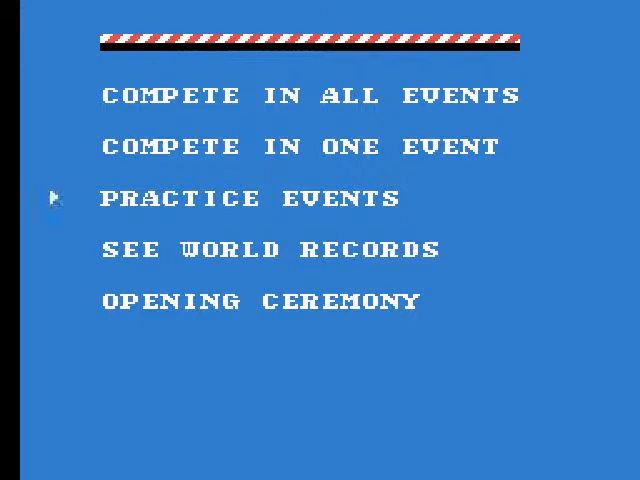 COMPETE IN ALL EVENTS
COMPETE IN ONE EVENT
PRACTICE EVENTS
SEE WORLD RECORDS
OPENING CEREMONY